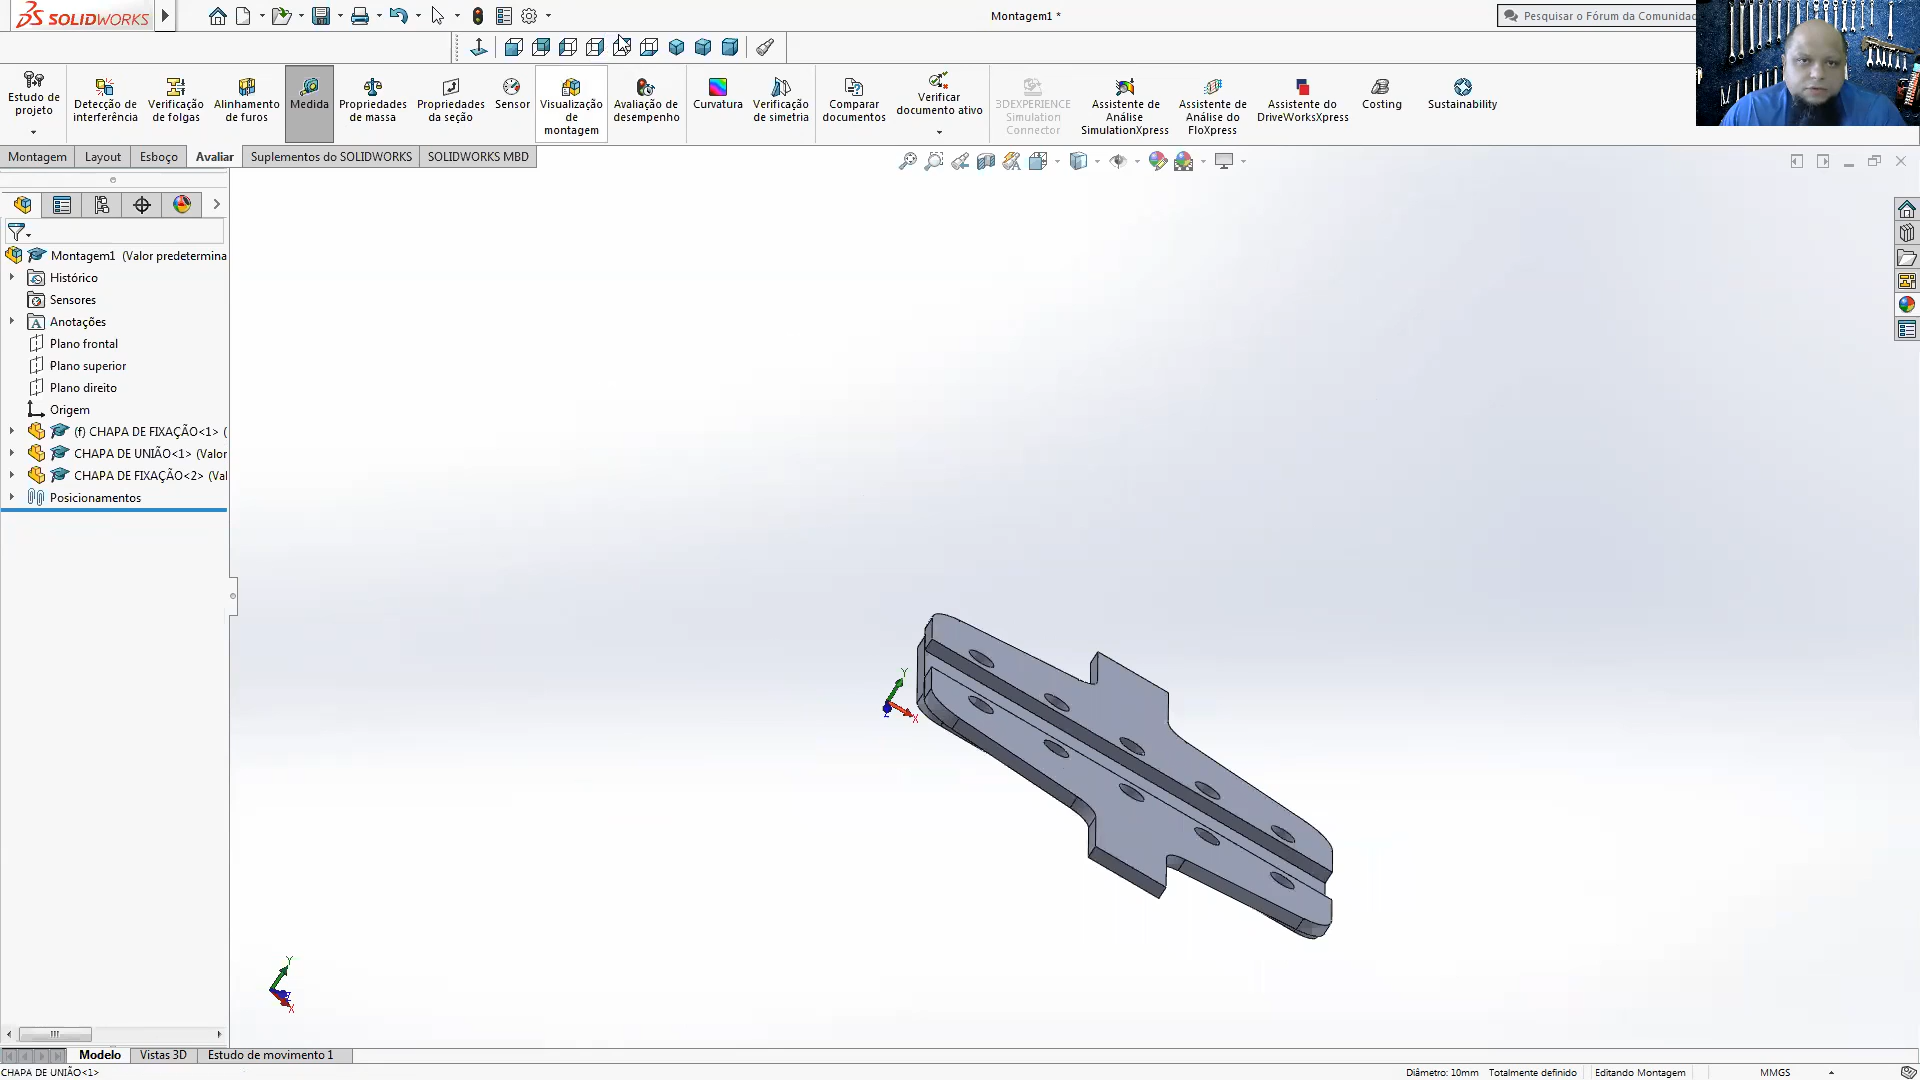 SOLIDWORKS
Montagem1 *
Pesquisar o Fórum da Comunidac
Estudo de
projeto
Detecção de
interferência
Verificação
de folgas
Alinhamento
de furos
Medida
Propriedades
de massa
Propriedades
da seção
Sensor
Visualização
de
montagem
Avaliação de
desempenho
Curvatura
Verificação
de simetria
Comparar
documentos
Verificar
documento ativo
3DEXPERIENCE
Simulation
Connector
Assistente de
Análise
SimulationXpress
Assistente de
Análise do
FloXpress
Assistente do
DriveWorksXpress
Costing
Sustainability
Montagem
Layout
Esboço
Avaliar
Suplementos do SOLIDWORKS
SOLIDWORKS MBD
Montagem1 (Valor predetermina
Histórico
Sensores
Anotações
Plano frontal
Plano superior
Plano direito
Origem
(f) CHAPA DE FIXAÇÃO<1> (
CHAPA DE UNIÃO<1> (Valor
CHAPA DE FIXAÇÃO<2> (Val
Posicionamentos
Y
X
Z
Y
Z
X
Modelo
Vistas 3D
Estudo de movimento 1
CHAPA DE UNIÃO<1>
Diâmetro: 10mm
Totalmente definido
Editando Montagem
MMGS